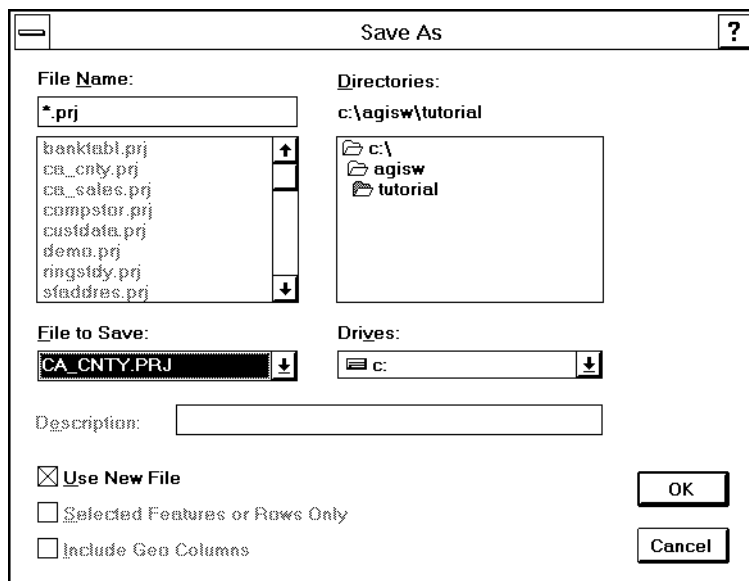 Save As
?
File Name:
*.prj
banktabl.prj
ca_cnty.prj
ca_sales.prj
compstor.prj
custdata.prj
demo.prj
ringstdy.prj
sfaddres.prj
Directories:
c:\agisw\tutorial
c:\
agisw
tutorial
File to Save:
CA_CNTY.PRJ
Drives:
c:
Description:
Use New File
Selected Features or Rows Only
Include Geo Columns
OK
Cancel